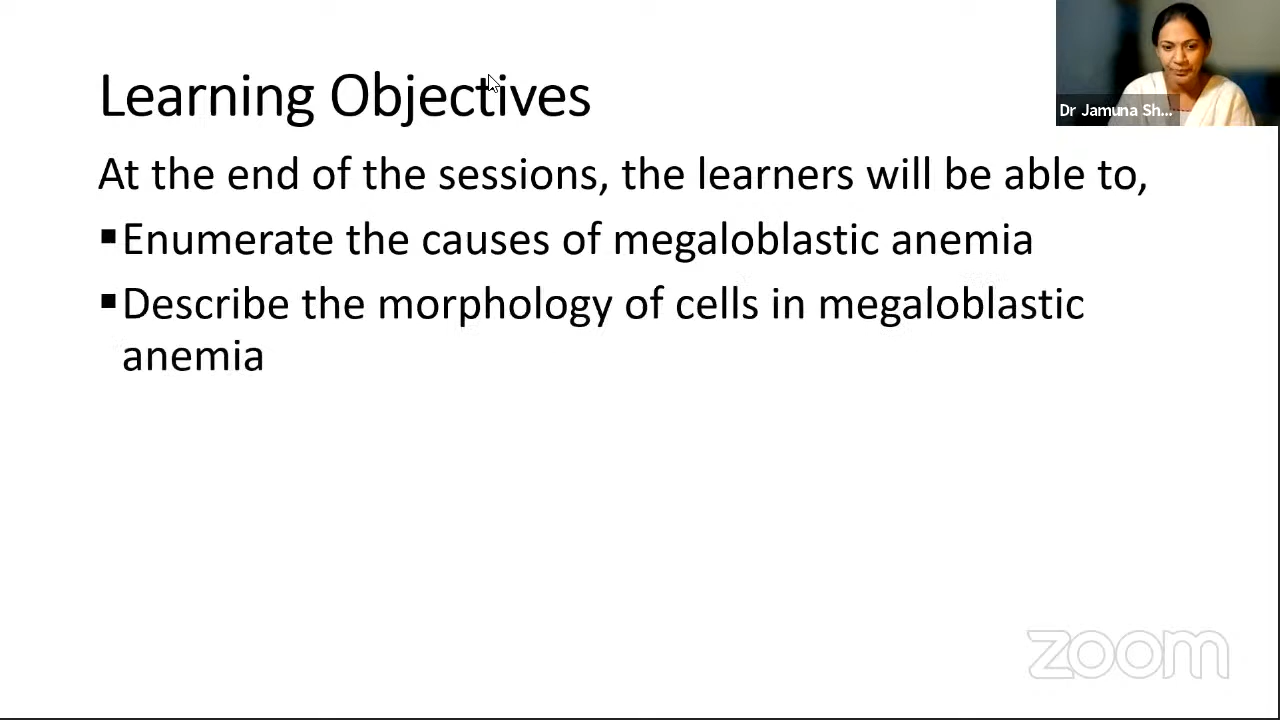 Learning Objectives
Dr Jamuna Sh...
At the end of the sessions, the learners will be able to,
▪Enumerate the causes of megaloblastic anemia
▪Describe the morphology of cells in megaloblastic
anemia
zoom